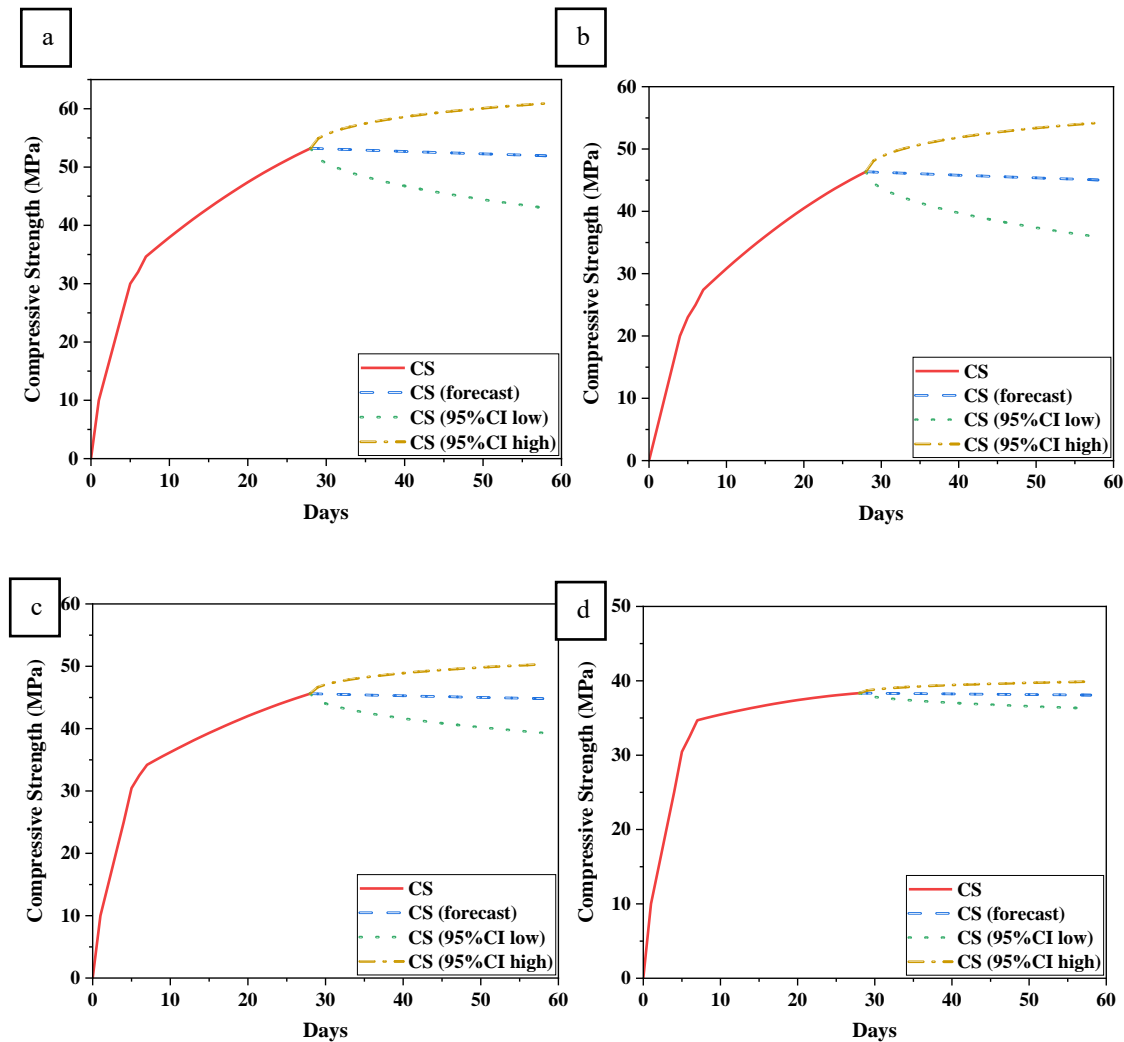 a
Compressive Strength (MPa)
60
50
40
30
20
10
0
CS
CS (forecast)
CS (95%CI low)
CS (95%CI high)
0 10 20 30 40 50 60
Days
b
Compressive Strength (MPa)
60
50
40
30
20
10
0
CS
CS (forecast)
CS (95%CI low)
CS (95%CI high)
0 10 20 30 40 50 60
Days
c
Compressive Strength (MPa)
60
50
40
30
20
10
0
CS
CS (forecast)
CS (95%CI low)
CS (95%CI high)
0 10 20 30 40 50 60
Days
d
Compressive Strength (MPa)
50
40
30
20
10
0
CS
CS (forecast)
CS (95%CI low)
CS (95%CI high)
0 10 20 30 40 50 60
Days